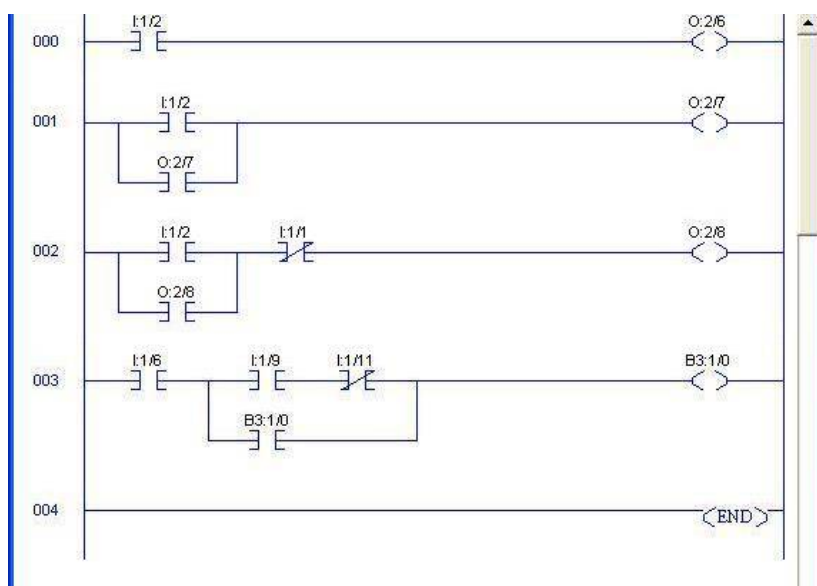 I:1/2 O:2/6
000
I:1/2 O:2/7
001
O:2/7
I:1/2 I:1/1 O:2/8
002
O:2/8
I:1/6 I:1/9 I:1/11 B3:1/0
003
B3:1/0
004 END